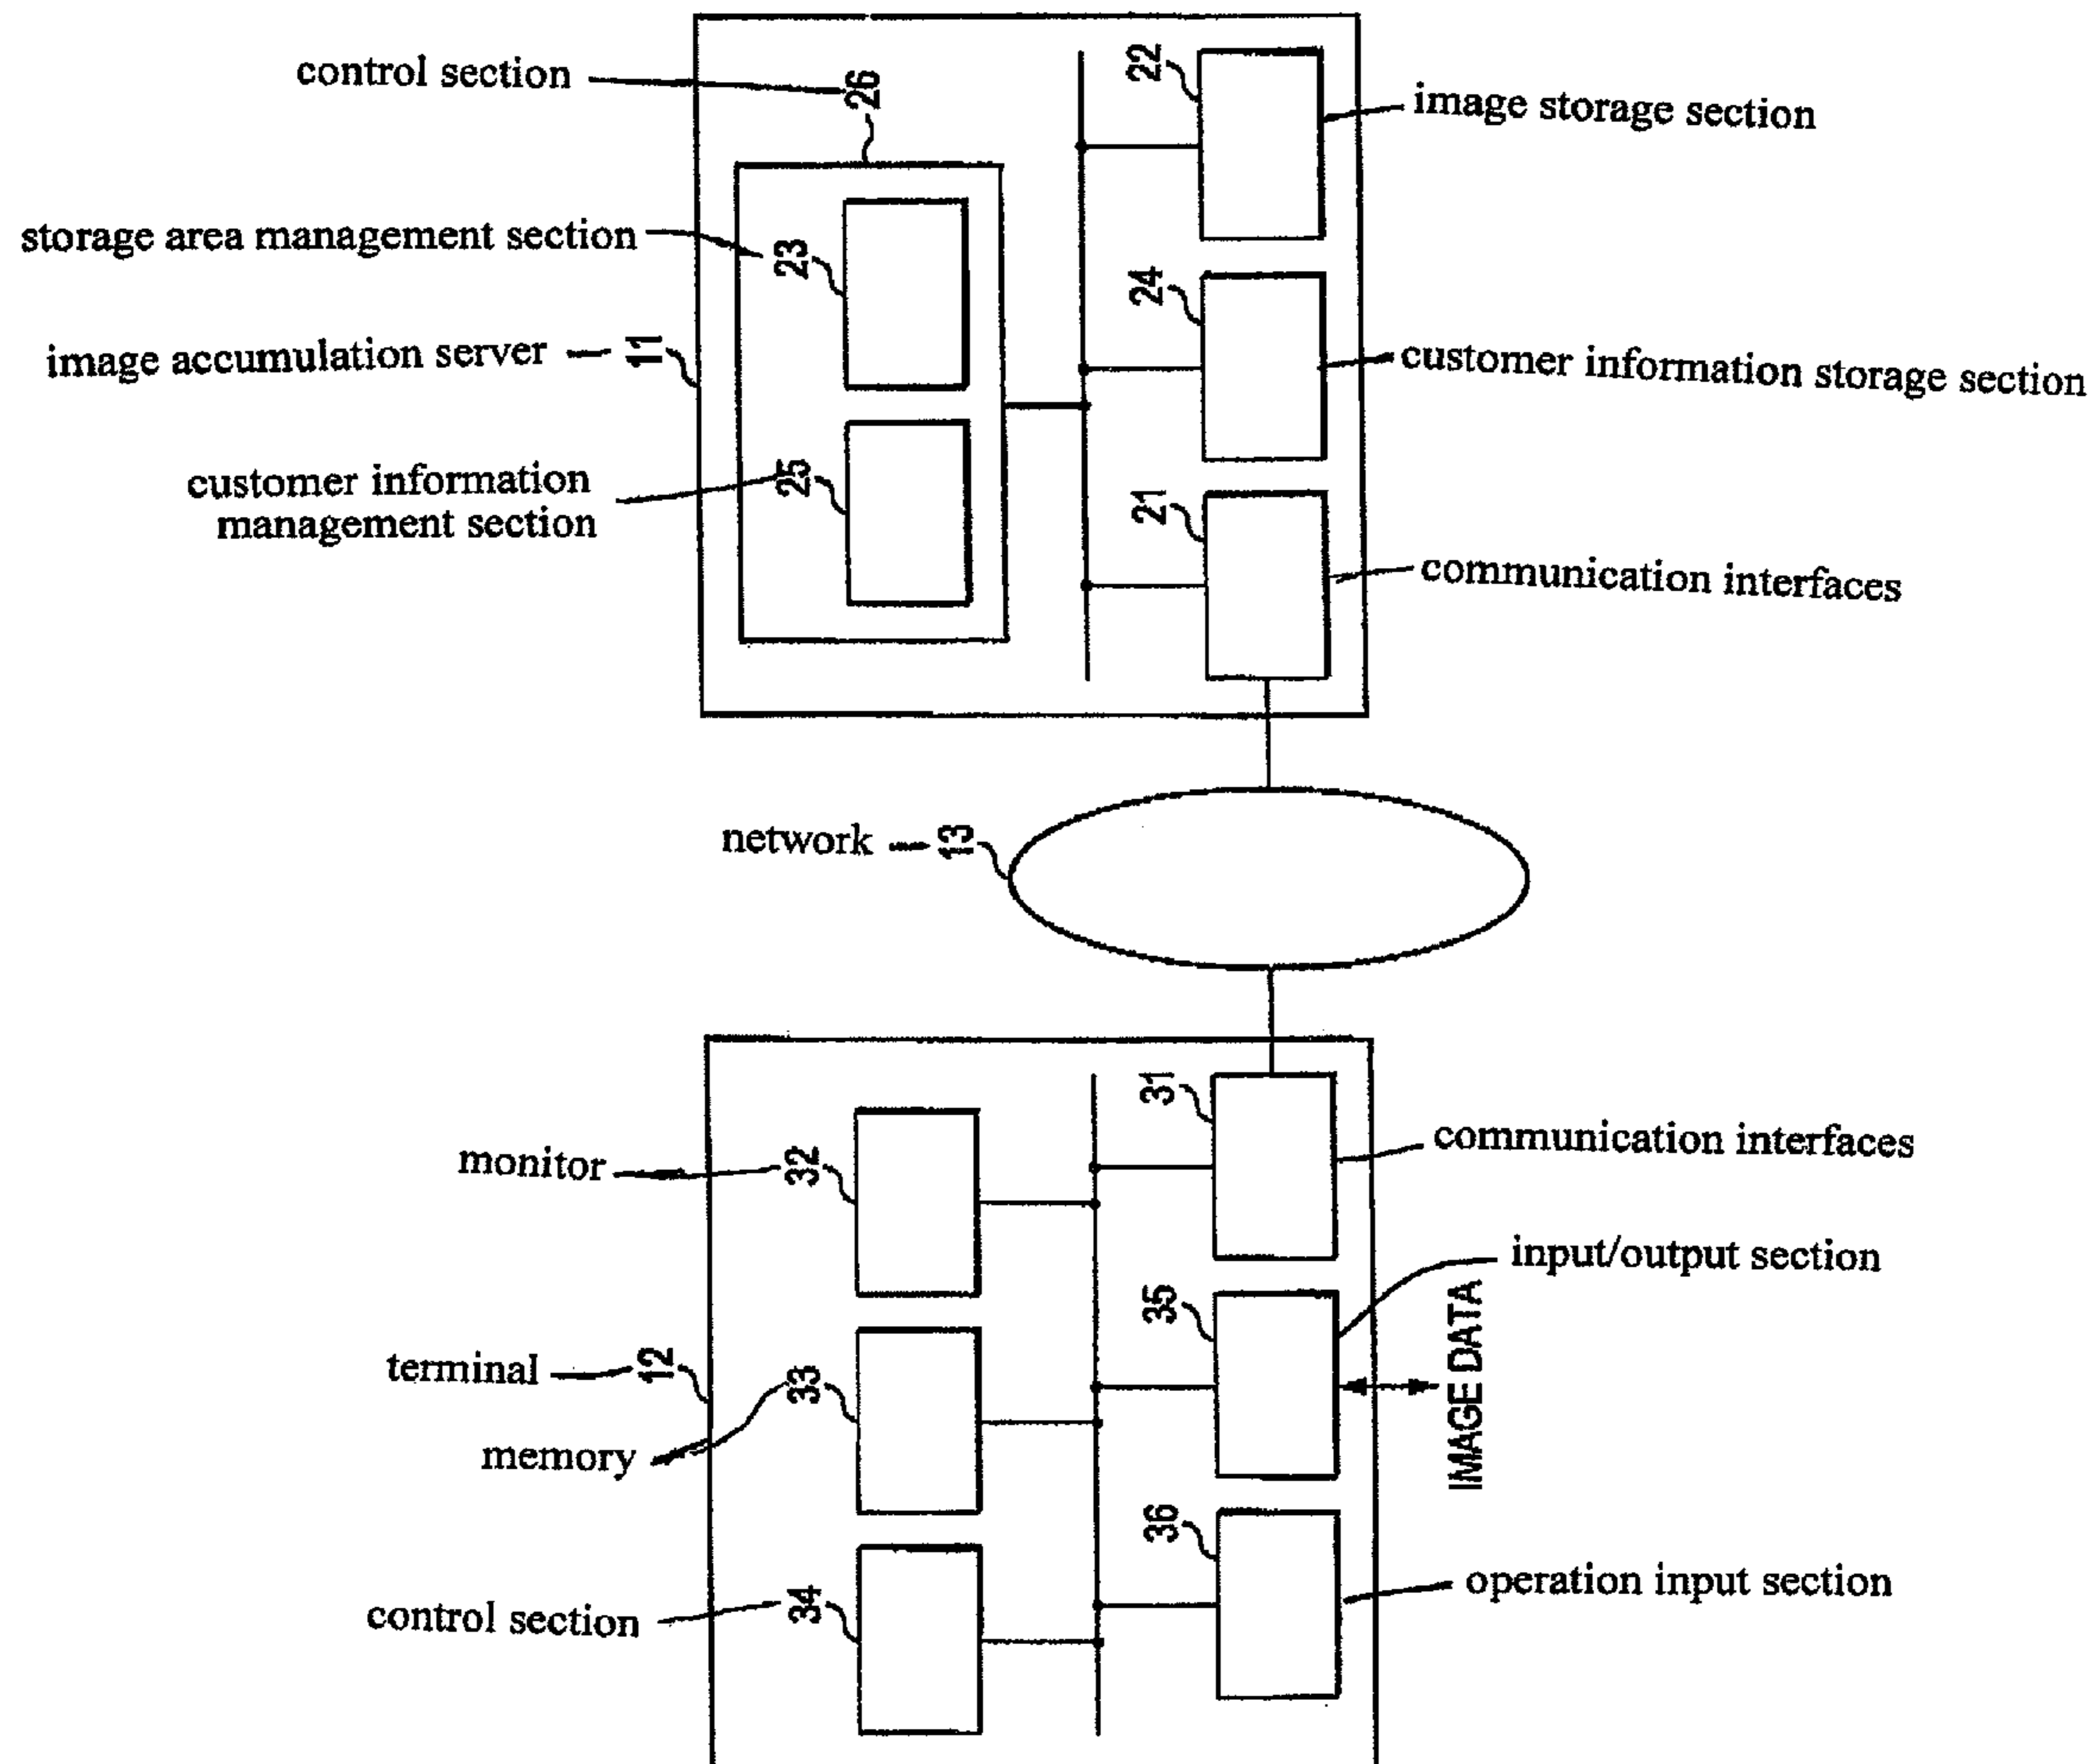 control section
26
22
image storage section
storage area management section
23
24
image accumulation server
11
customer information storage section
customer information
management section
25
21
communication interfaces
network
13
31
communication interfaces
monitor
32
input/output section
35
IMAGE DATA
terminal
12
33
memory
36
operation input section
control section
34